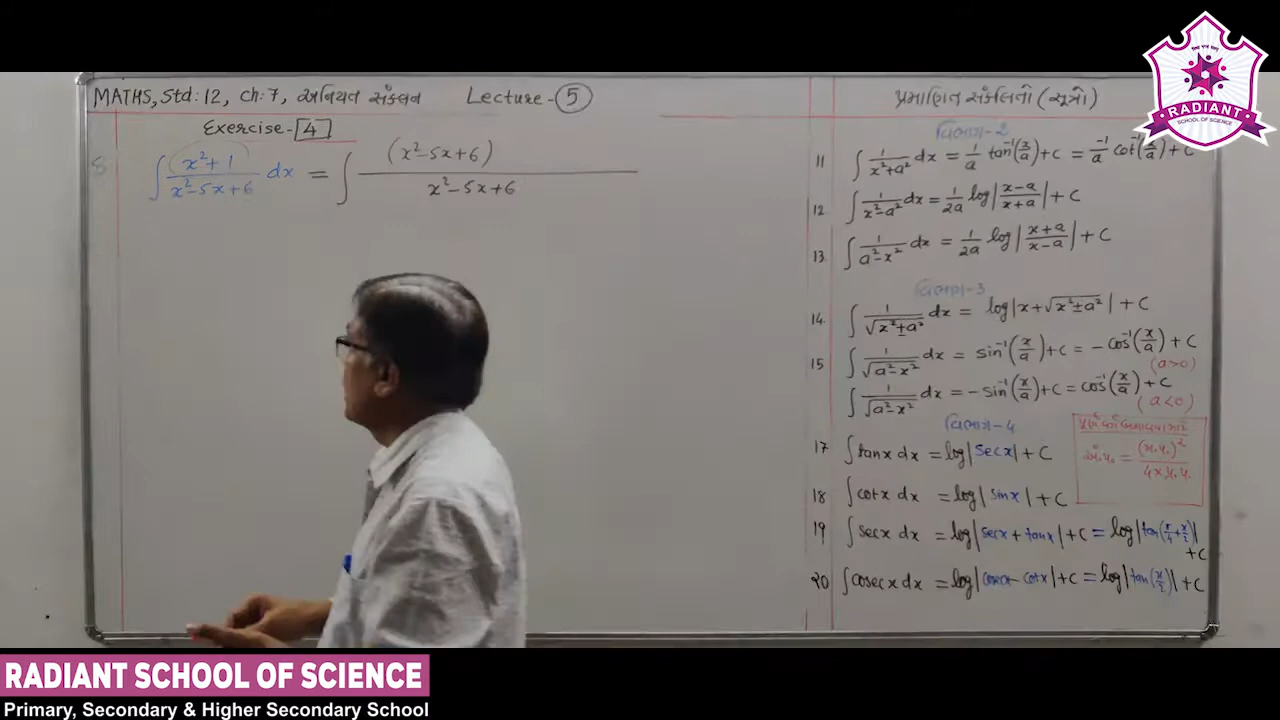 MATHS, Std: 12, Ch: 7, અનિયત સંકલન Lecture - 5
Exercise - 4
8 ∫ (x²+1)/(x²-5x+6) dx = ∫ (x²-5x+6)/(x²-5x+6)
પ્રમાણિત સંકલિતો (સૂત્રો)
વિભાગ-2
11 ∫ 1/(x²+a²) dx = 1/a tan⁻¹(x/a) + C = -1/a cot⁻¹(x/a) + C
12 ∫ 1/(x²-a²) dx = 1/2a log|(x-a)/(x+a)| + C
13. ∫ 1/(a²-x²) dx = 1/2a log|(x+a)/(x-a)| + C
વિભાગ-3
14. ∫ 1/√(x²±a²) dx = log|x+√(x²±a²)| + C
15 ∫ 1/√(a²-x²) dx = sin⁻¹(x/a) + C = -cos⁻¹(x/a) + C
(a>0)
∫ 1/√(a²-x²) dx = -sin⁻¹(x/a) + C = cos⁻¹(x/a) + C
(a<0)
વિભાગ-4
17 ∫ tanx dx = log|secx| + C
18 ∫ cotx dx = log|sinx| + C
19 ∫ secx dx = log|secx + tanx| + C = log|tan(π/4+x/2)| + C
20 ∫ cosecx dx = log|cosecx - cotx| + C = log|tan(x/2)| + C
અં.પ. = (મ.પ.)²/4×પ્ર.પ.
RADIANT
SCHOOL OF SCIENCE
RADIANT SCHOOL OF SCIENCE
Primary, Secondary & Higher Secondary School